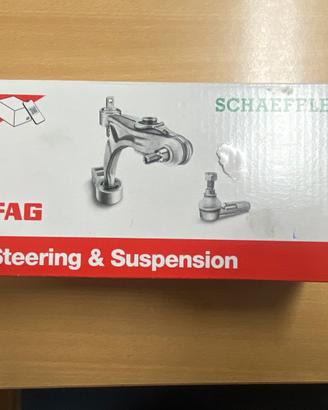 SCHAEFFLE
FAG
Steering & Suspension